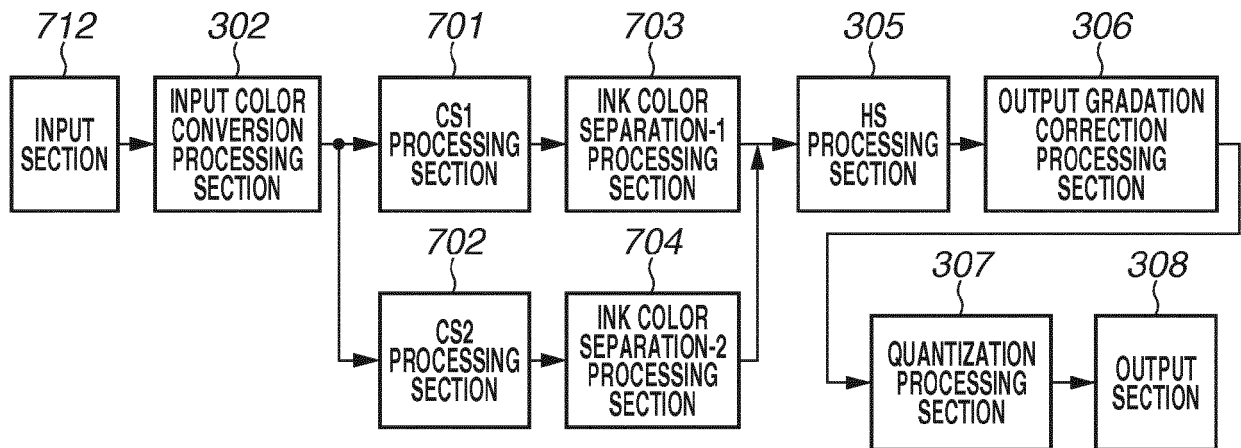 712
302
701
703
305
306
INPUT
SECTION
INPUT COLOR
CONVERSION
PROCESSING
SECTION
CS1
PROCESSING
SECTION
INK COLOR
SEPARATION-1
PROCESSING
SECTION
HS
PROCESSING
SECTION
OUTPUT GRADATION
CORRECTION
PROCESSING
SECTION
702
704
307
308
CS2
PROCESSING
SECTION
INK COLOR
SEPARATION-2
PROCESSING
SECTION
QUANTIZATION
PROCESSING
SECTION
OUTPUT
SECTION